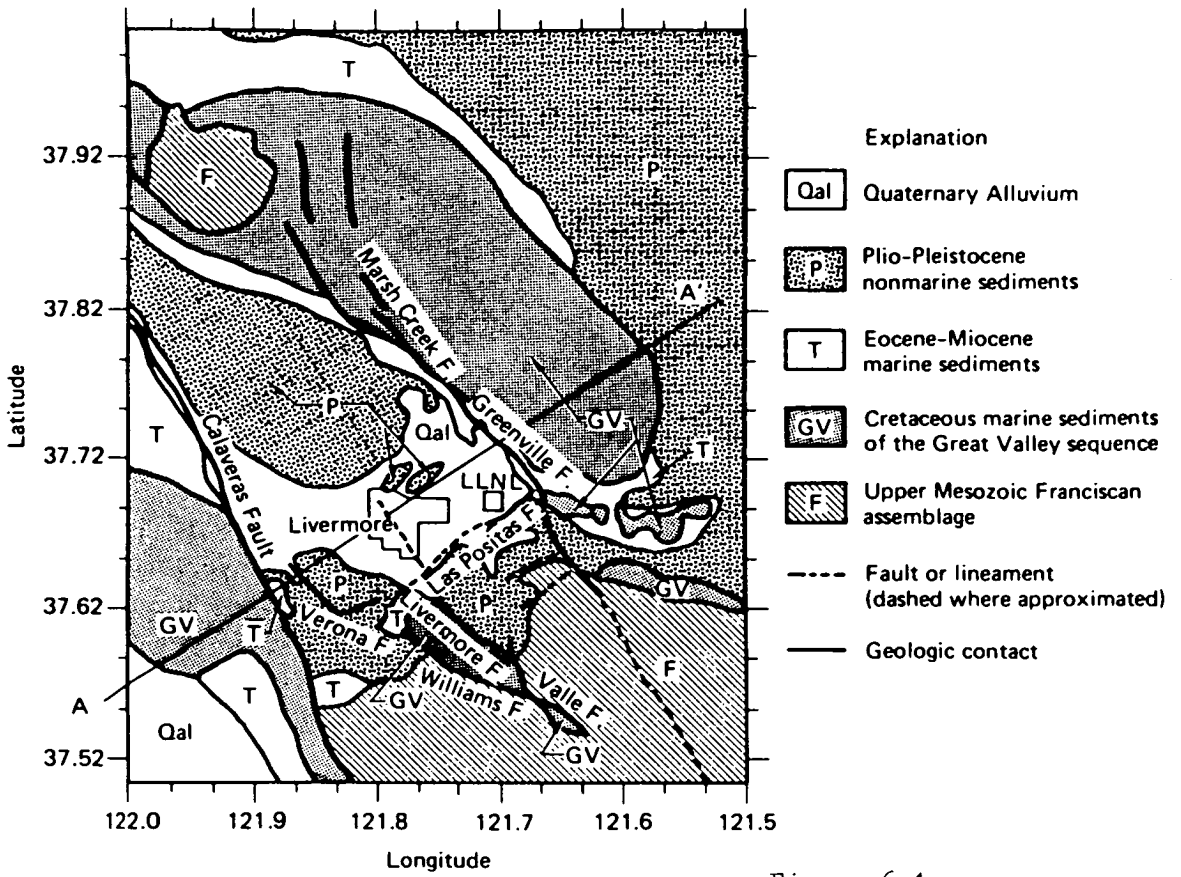 T
37.92
F
P
Marsh Creek F.
A'
37.82
Latitude
P
Greenville F.
GV
T
Qal
T
Calaveras Fault
37.72
LLNL
Livermore
Las Positas F.
P
P
GV
37.62
GV
T
Verona F.
T
Livermore F.
F
A
T
T
GV
Williams F.
Valle F.
Qal
GV
37.52
122.0
121.9
121.8
121.7
121.6
121.5
Longitude
Explanation
Qal Quaternary Alluvium
P Plio-Pleistocene
nonmarine sediments
T Eocene-Miocene
marine sediments
GV Cretaceous marine sediments
of the Great Valley sequence
F Upper Mesozoic Franciscan
assemblage
Fault or lineament
(dashed where approximated)
Geologic contact